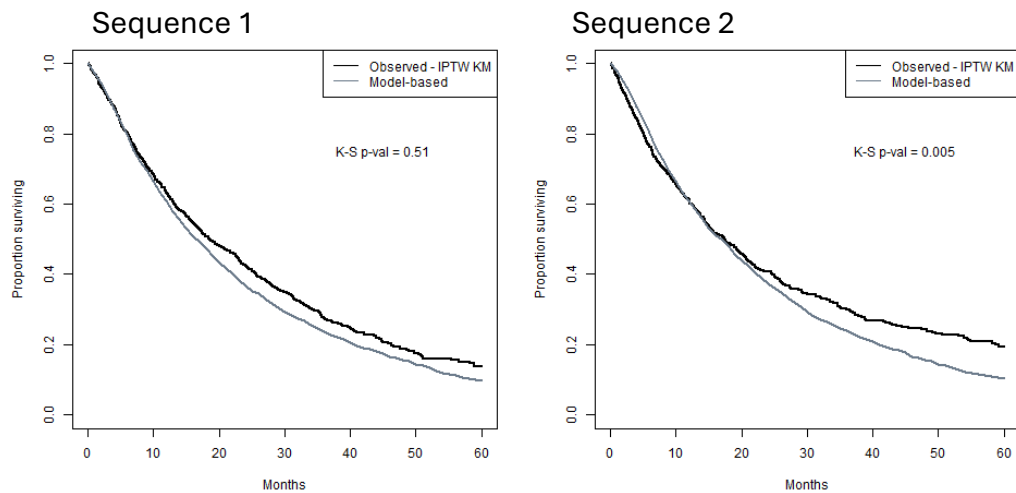 Sequence 1
Observed - IPTW KM
Model-based
K-S p-val = 0.51
Proportion surviving
1.0
0.8
0.6
0.4
0.2
0.0
0 10 20 30 40 50 60
Months
Sequence 2
Observed - IPTW KM
Model-based
K-S p-val = 0.005
Proportion surviving
1.0
0.8
0.6
0.4
0.2
0.0
0 10 20 30 40 50 60
Months